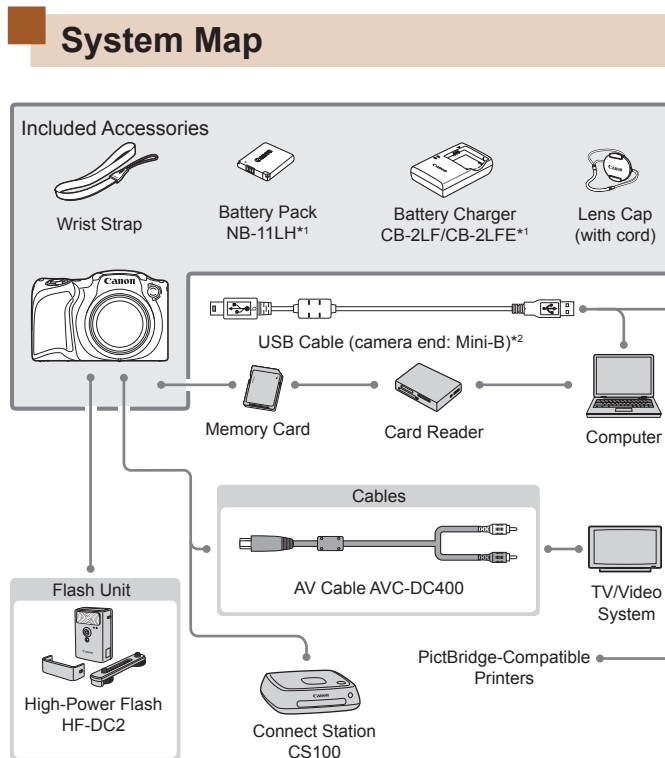 System Map
Included Accessories
Wrist Strap
Battery Pack
NB-11LH*1
Battery Charger
CB-2LF/CB-2LFE*1
Lens Cap
(with cord)
Canon
USB Cable (camera end: Mini-B)*2
Memory Card
Card Reader
Computer
Cables
AV Cable AVC-DC400
TV/Video
System
Flash Unit
High-Power Flash
HF-DC2
PictBridge-Compatible
Printers
Connect Station
CS100